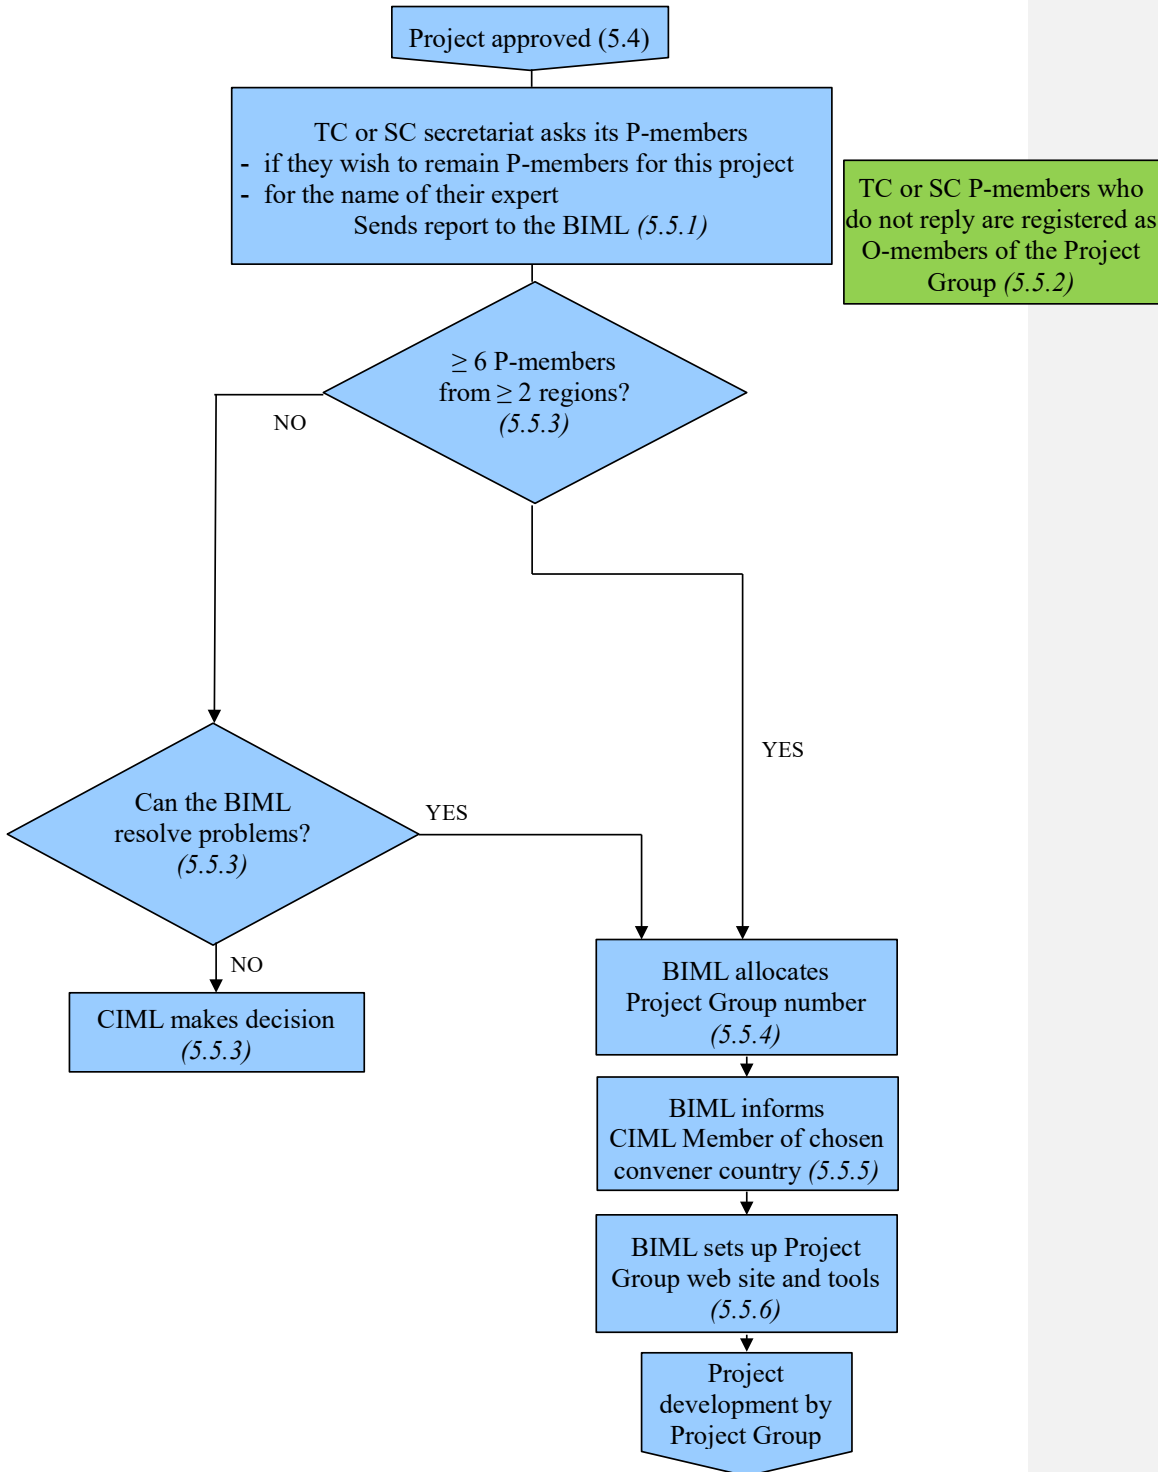 Project approved (5.4)
TC or SC secretariat asks its P-members
- if they wish to remain P-members for this project
- for the name of their expert
Sends report to the BIML (5.5.1)
TC or SC P-members who
do not reply are registered as
O-members of the Project
Group (5.5.2)
≥ 6 P-members
from ≥ 2 regions?
(5.5.3)
NO
YES
Can the BIML
resolve problems?
(5.5.3)
YES
NO
CIML makes decision
(5.5.3)
BIML allocates
Project Group number
(5.5.4)
BIML informs
CIML Member of chosen
convener country (5.5.5)
BIML sets up Project
Group web site and tools
(5.5.6)
Project
development by
Project Group